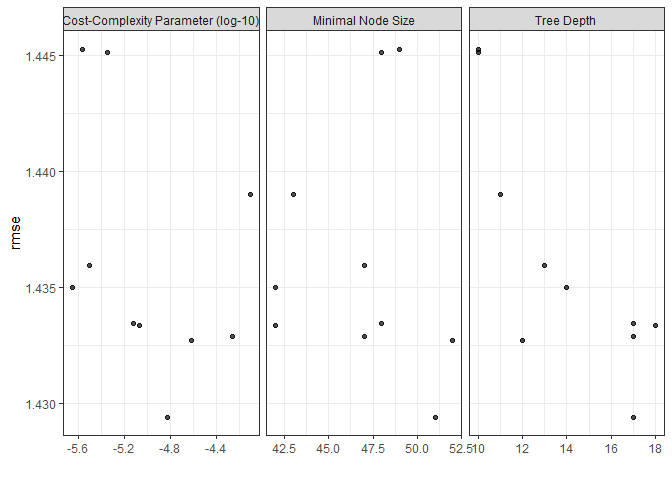 Cost-Complexity Parameter (log-10) Minimal Node Size Tree Depth
1.445
1.440
1.435
1.430
rmse
-5.6 -5.2 -4.8 -4.4 42.5 45.0 47.5 50.0 52.5 10 12 14 16 18